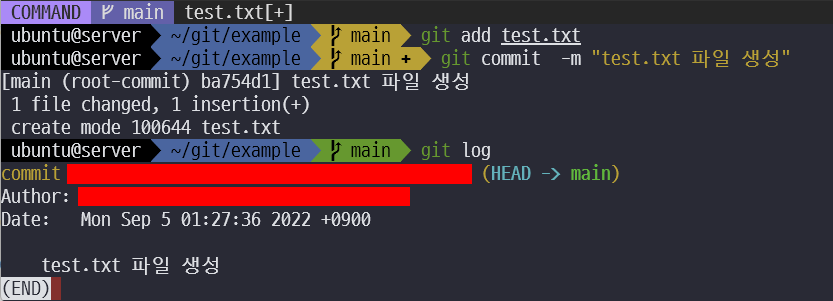 COMMAND main test.txt[+]
ubuntu@server ~/git/example main git add test.txt
ubuntu@server ~/git/example main + git commit -m "test.txt 파일 생성"
[main (root-commit) ba754d1] test.txt 파일 생성
1 file changed, 1 insertion(+)
create mode 100644 test.txt
ubuntu@server ~/git/example main git log
commit (HEAD -> main)
Author:
Date: Mon Sep 5 01:27:36 2022 +0900
test.txt 파일 생성
(END)